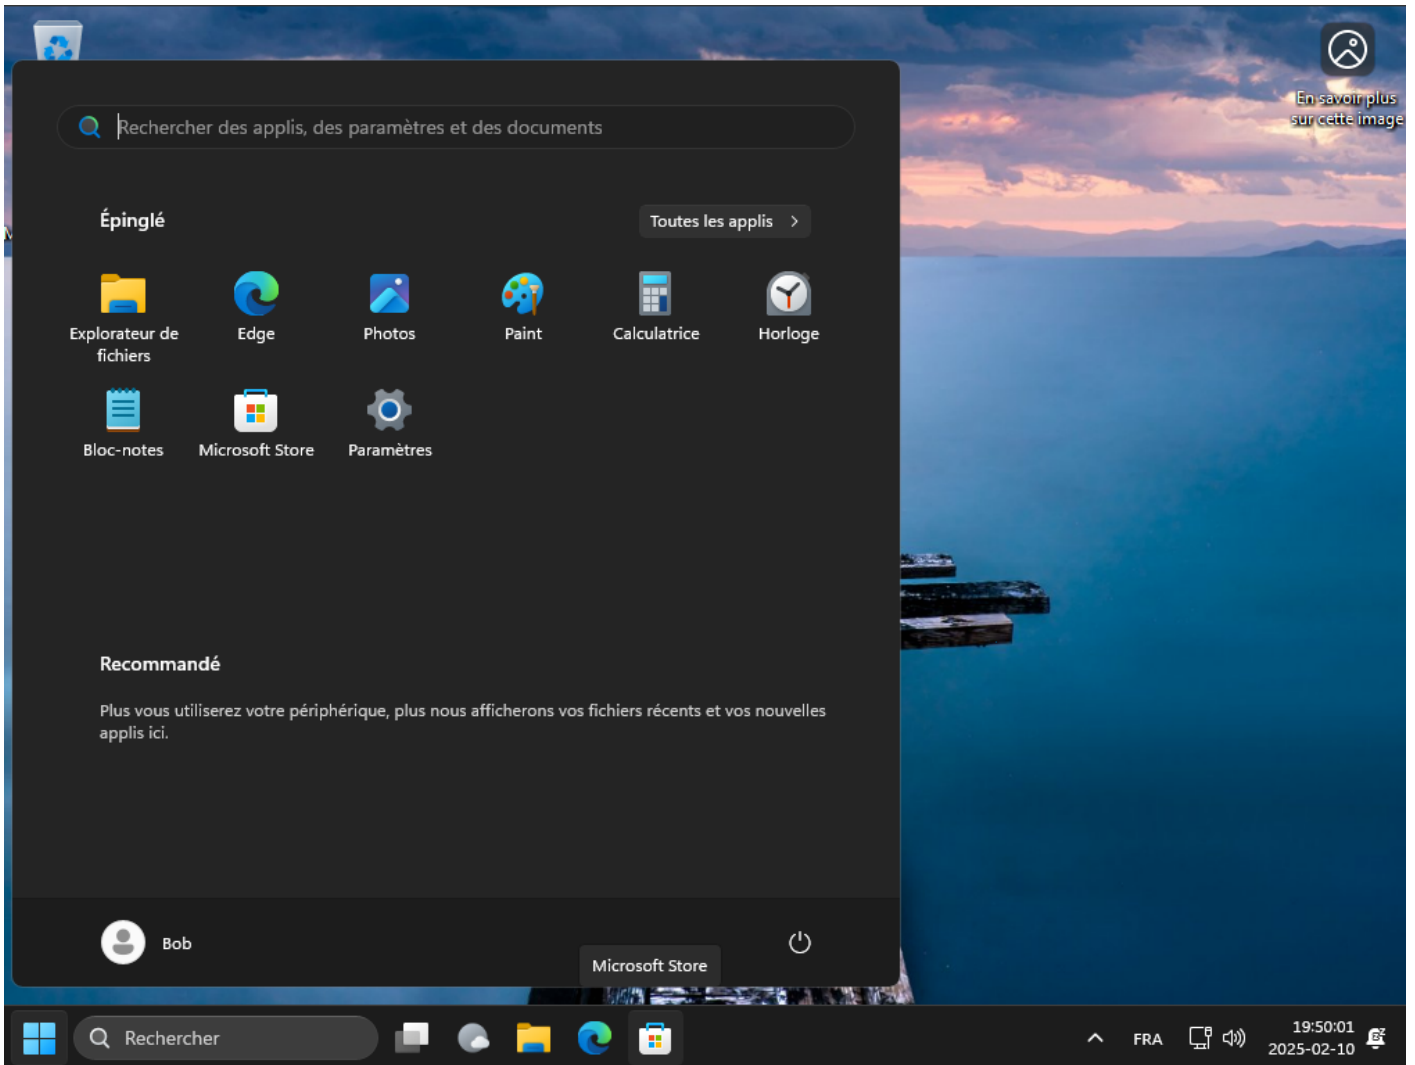 En savoir plus
sur cette image
Rechercher des applis, des paramètres et des documents
Épinglé
Toutes les applis
Explorateur de
fichiers
Edge
Photos
Paint
Calculatrice
Horloge
Bloc-notes
Microsoft Store
Paramètres
Recommandé
Plus vous utiliserez votre périphérique, plus nous afficherons vos fichiers récents et vos nouvelles
applis ici.
Bob
Microsoft Store
Rechercher
FRA
19:50:01
2025-02-10